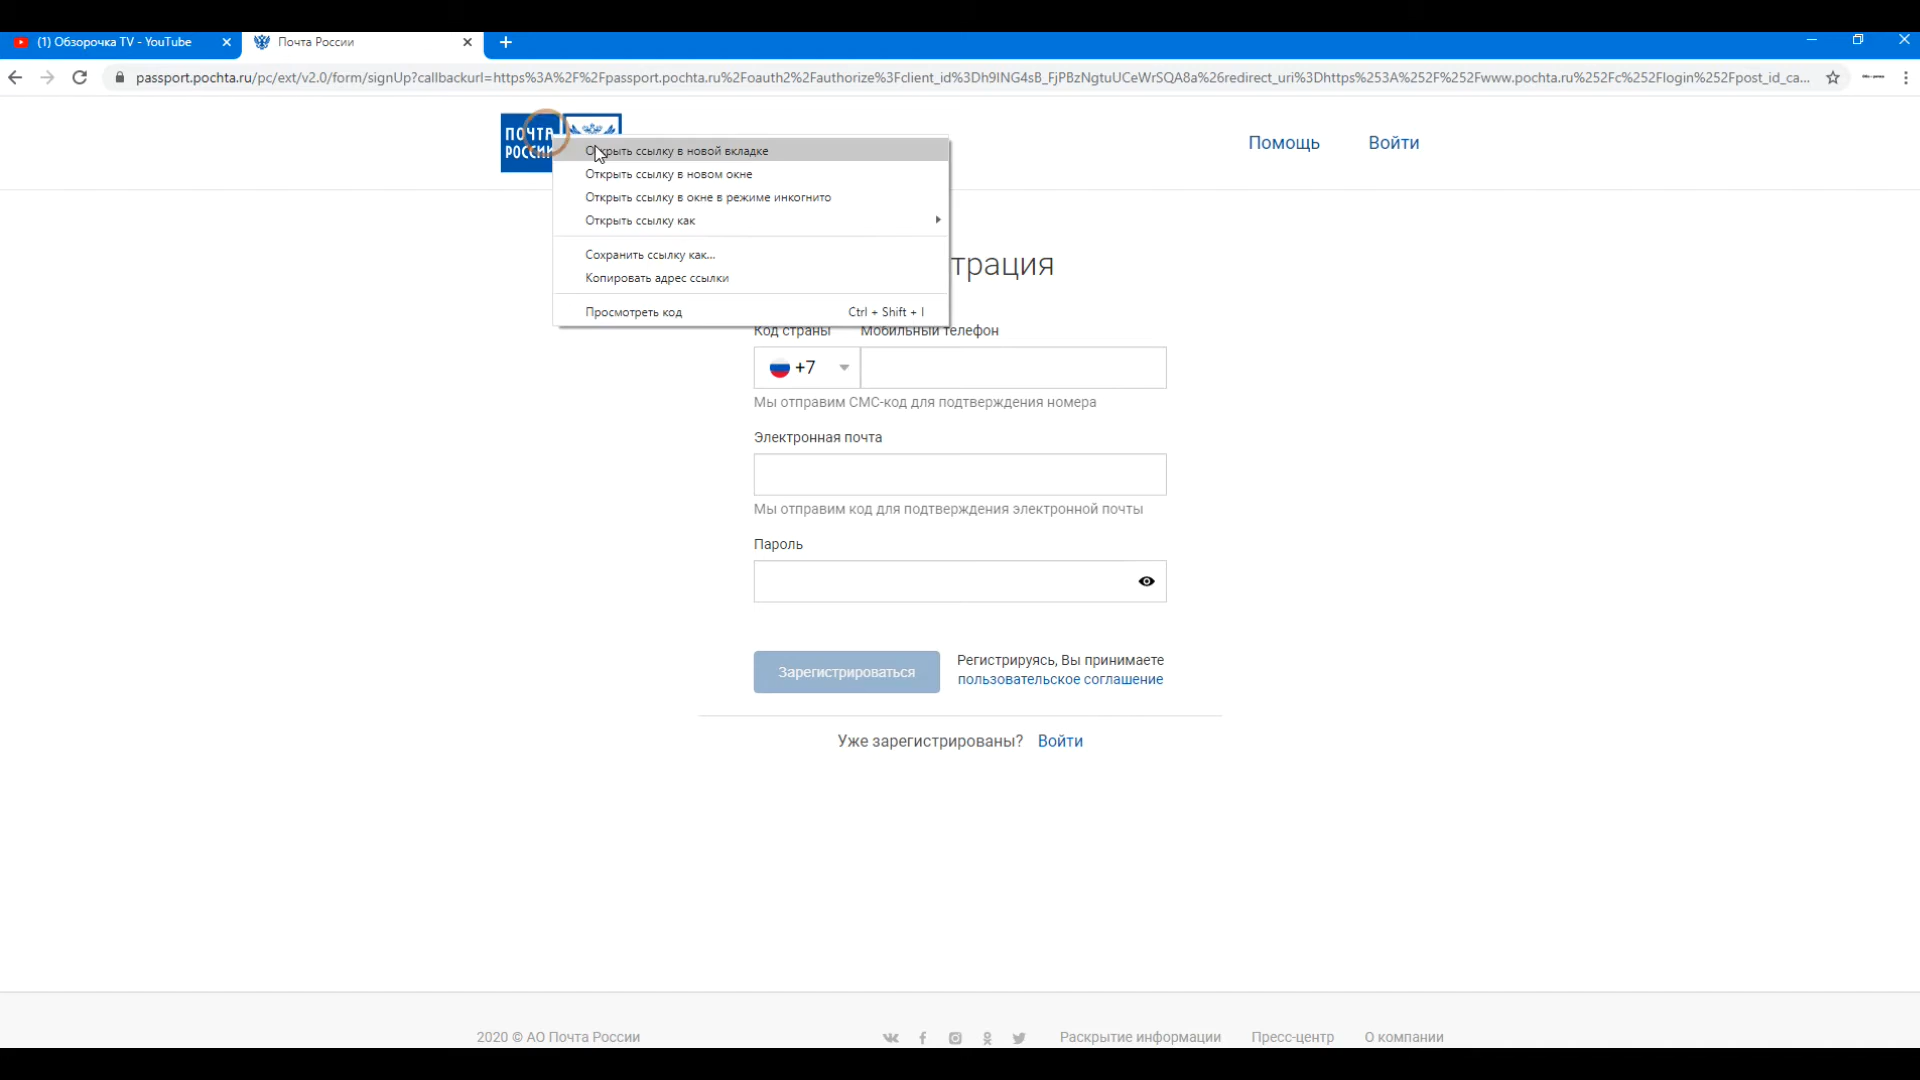 (1) Обзорочка TV - YouTube
Почта России
passport.pochta.ru/pc/ext/v2.0/form/signUp?callbackurl=https%3A%2F%2Fpassport.pochta.ru%2Foauth2%2Fauthorize%3Fclient_id%3Dh9ING4sB_FjPBzNgtuUCeWrSQA8a%26redirect_uri%3Dhttps%253A%252F%252Fwww.pochta.ru%252Fc%252Flogin%252Fpost_id_ca...
ПОЧТА
РОССИИ
Помощь
Войти
Открыть ссылку в новой вкладке
Открыть ссылку в новом окне
Открыть ссылку в окне в режиме инкогнито
Открыть ссылку как
Сохранить ссылку как...
Копировать адрес ссылки
Просмотреть код Ctrl + Shift + I
трация
Код страны Мобильный телефон
+7
Мы отправим СМС-код для подтверждения номера
Электронная почта
Мы отправим код для подтверждения электронной почты
Пароль
Зарегистрироваться
Регистрируясь, Вы принимаете
пользовательское соглашение
Уже зарегистрированы? Войти
2020 © АО Почта России
Раскрытие информации
Пресс-центр
О компании